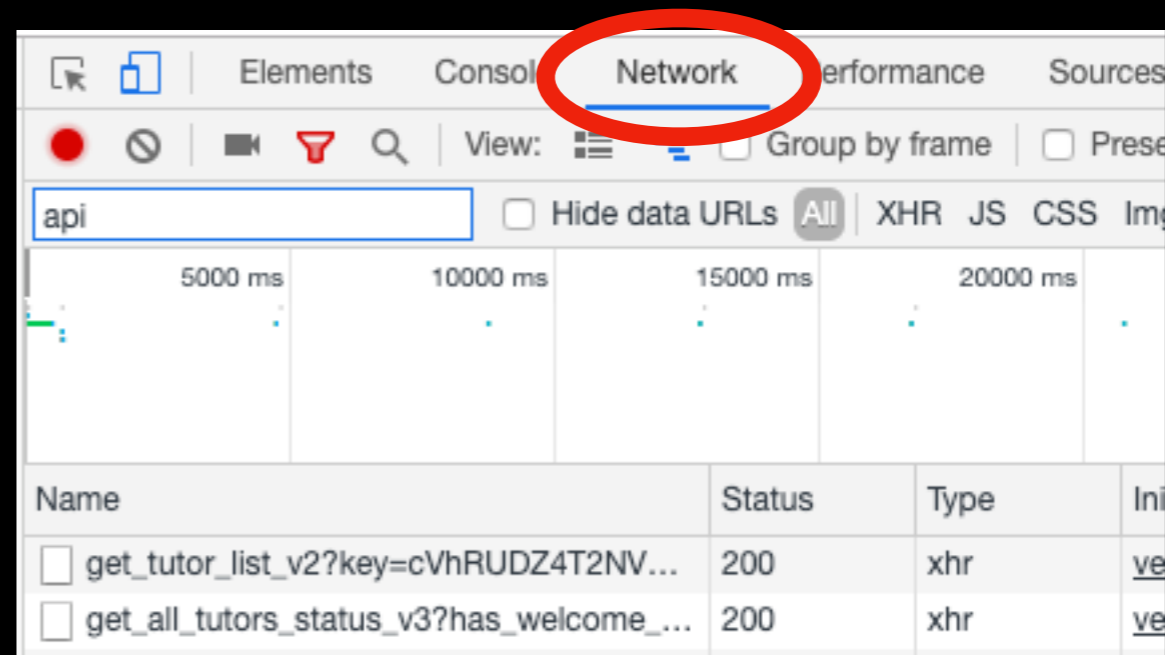 Elements Consol Network erformance Sources
View: Group by frame Prese
api Hide data URLs All XHR JS CSS Img
5000 ms 10000 ms 15000 ms 20000 ms
Name Status Type Ini
get_tutor_list_v2?key=cVhRUDZ4T2NV... 200 xhr ve
get_all_tutors_status_v3?has_welcome_... 200 xhr ve